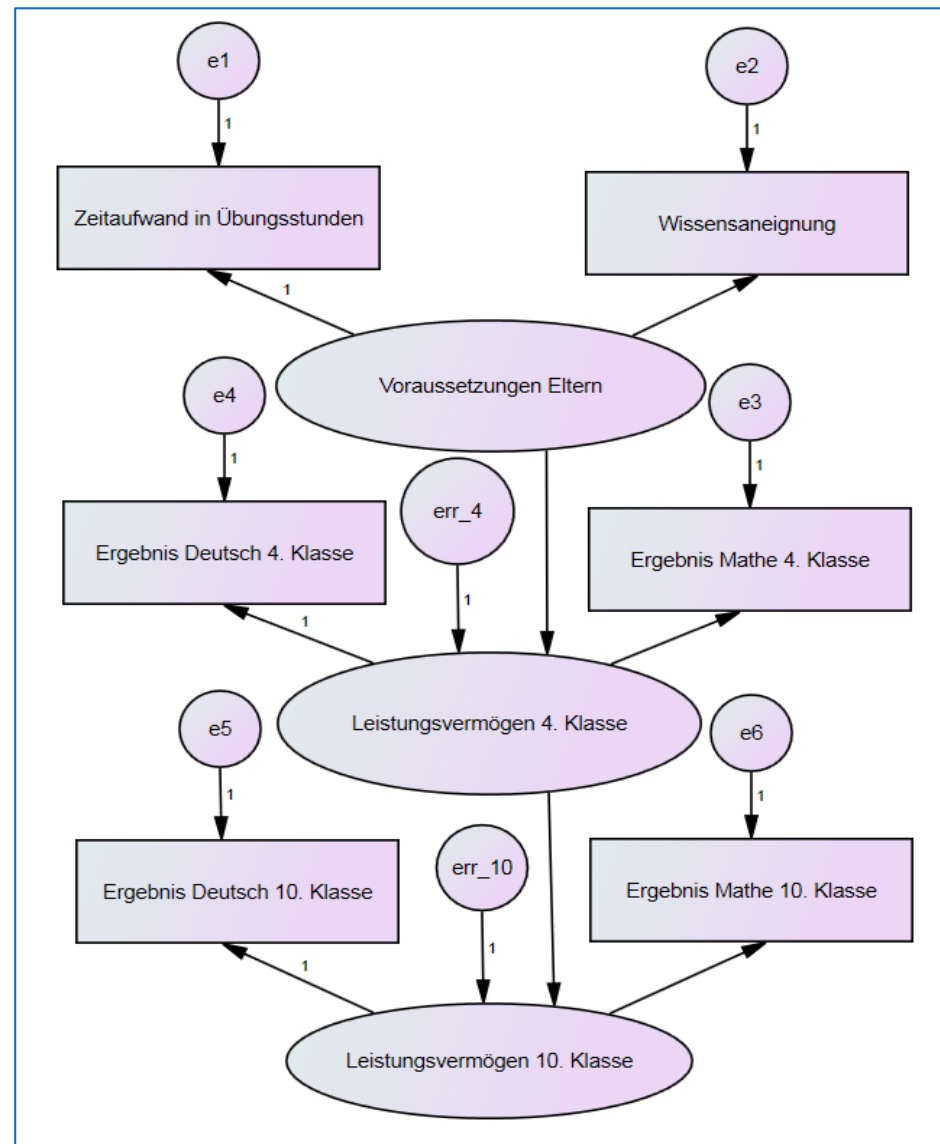 e1
e2
1
1
Zeitaufwand in Übungsstunden
Wissensaneignung
1
Voraussetzungen Eltern
e4
e3
1
1
err_4
Ergebnis Deutsch 4. Klasse
Ergebnis Mathe 4. Klasse
1
1
Leistungsvermögen 4. Klasse
e5
e6
1
1
err_10
Ergebnis Deutsch 10. Klasse
Ergebnis Mathe 10. Klasse
1
1
Leistungsvermögen 10. Klasse